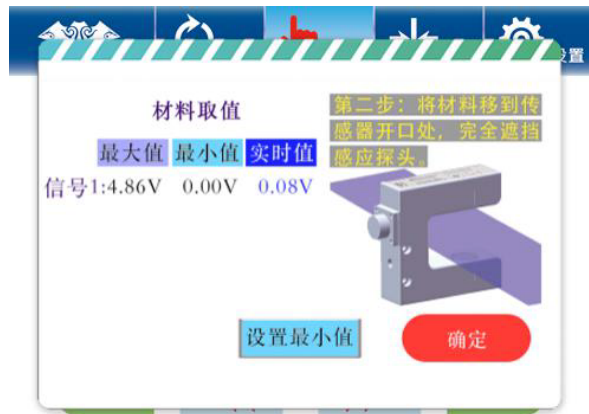 设置
材料取值
第二步：将材料移到传
感器开口处，完全遮挡
感应探头。
最大值 最小值 实时值
信号1:4.86V 0.00V 0.08V
设置最小值
确定